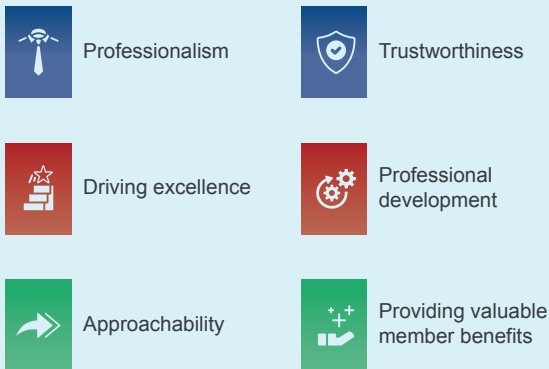 Professionalism
Trustworthiness
Driving excellence
Professional
development
Approachability
Providing valuable
member benefits